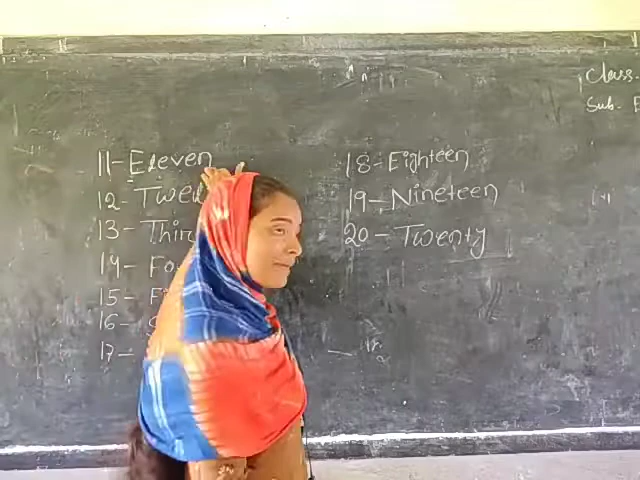 Class.
Sub. E
11- Eleven
12- Twel
13- Thir
14- Fo
15- Fi
16- S
17-
18- Eighteen
19- Nineteen
20- Twenty